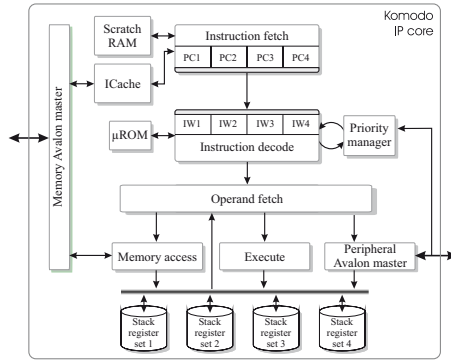 Komodo
IP core
Scratch
RAM
Instruction fetch
PC1 PC2 PC3 PC4
ICache
Memory Avalon master
IW1 IW2 IW3 IW4
Instruction decode
µROM
Priority
manager
Operand fetch
Memory access
Execute
Peripheral
Avalon master
Stack
register
set 1
Stack
register
set 2
Stack
register
set 3
Stack
register
set 4